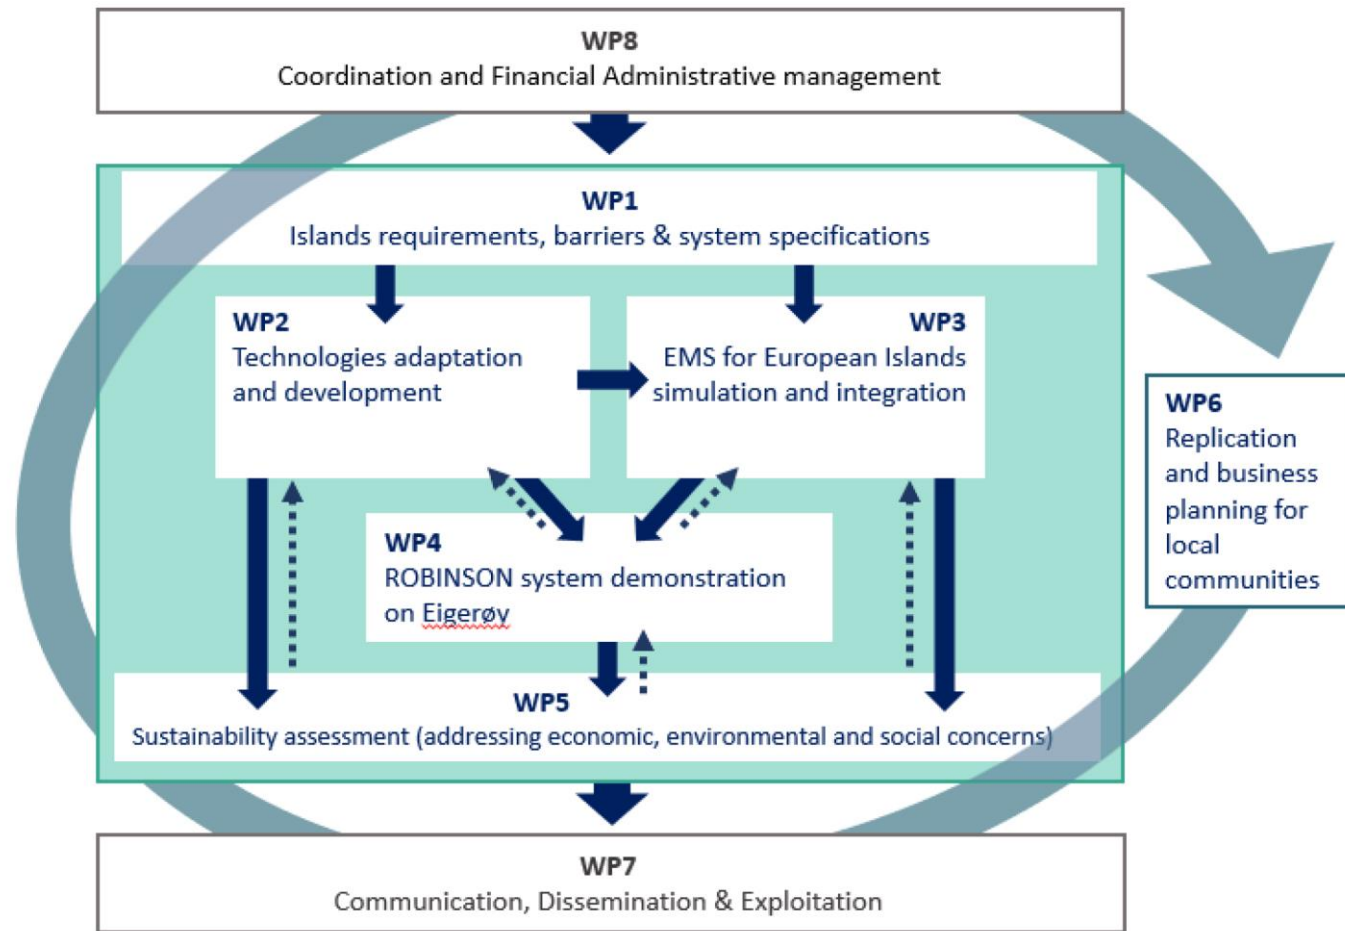 WP8
Coordination and Financial Administrative management
WP1
Islands requirements, barriers & system specifications
WP2
Technologies adaptation
and development
WP3
EMS for European Islands
simulation and integration
WP4
ROBINSON system demonstration
on Eigerøy
WP6
Replication
and business
planning for
local
communities
WP5
Sustainability assessment (addressing economic, environmental and social concerns)
WP7
Communication, Dissemination & Exploitation